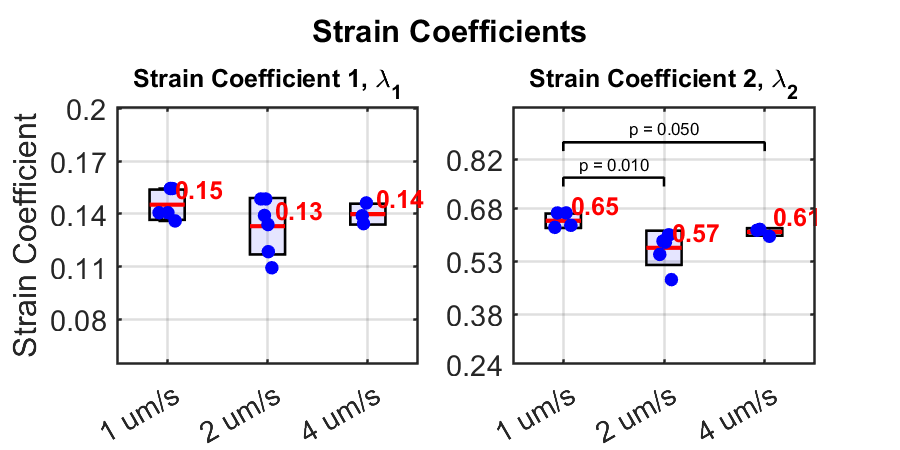 Strain Coefficients
Strain Coefficient 1, λ1
Strain Coefficient
0.2
0.17
0.14
0.11
0.08
0.15
0.13
0.14
1 um/s
2 um/s
4 um/s
Strain Coefficient 2, λ2
0.82
0.68
0.53
0.38
0.24
p = 0.050
p = 0.010
0.65
0.57
0.61
1 um/s
2 um/s
4 um/s